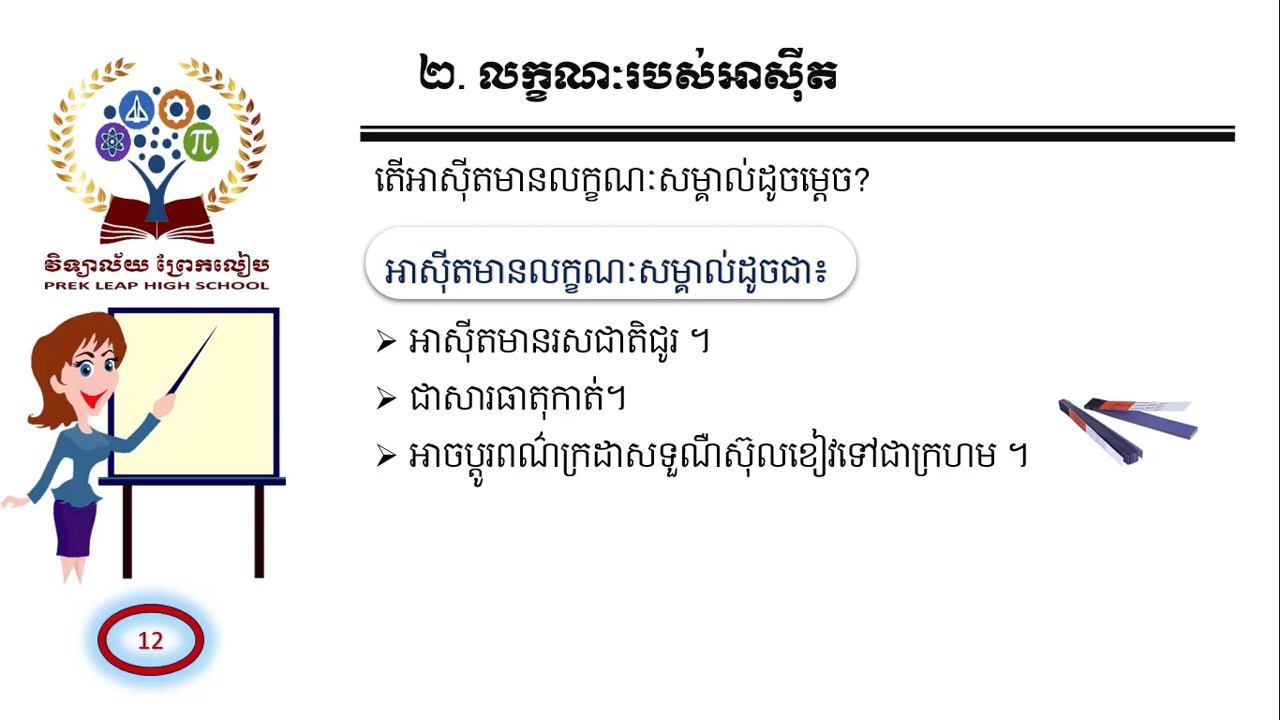 ២. លក្ខណៈរបស់អាស៊ីត
វិទ្យាល័យ ព្រែកលៀប
PREK LEAP HIGH SCHOOL
តើអាស៊ីតមានលក្ខណៈសម្គាល់ដូចម្តេច?
អាស៊ីតមានលក្ខណៈសម្គាល់ដូចជា៖
➢ អាស៊ីតមានរសជាតិជូរ ។
➢ ជាសារធាតុកាត់។
➢ អាចប្តូរពណ៌ក្រដាសទួណឺស៊ុលខៀវទៅជាក្រហម ។
12